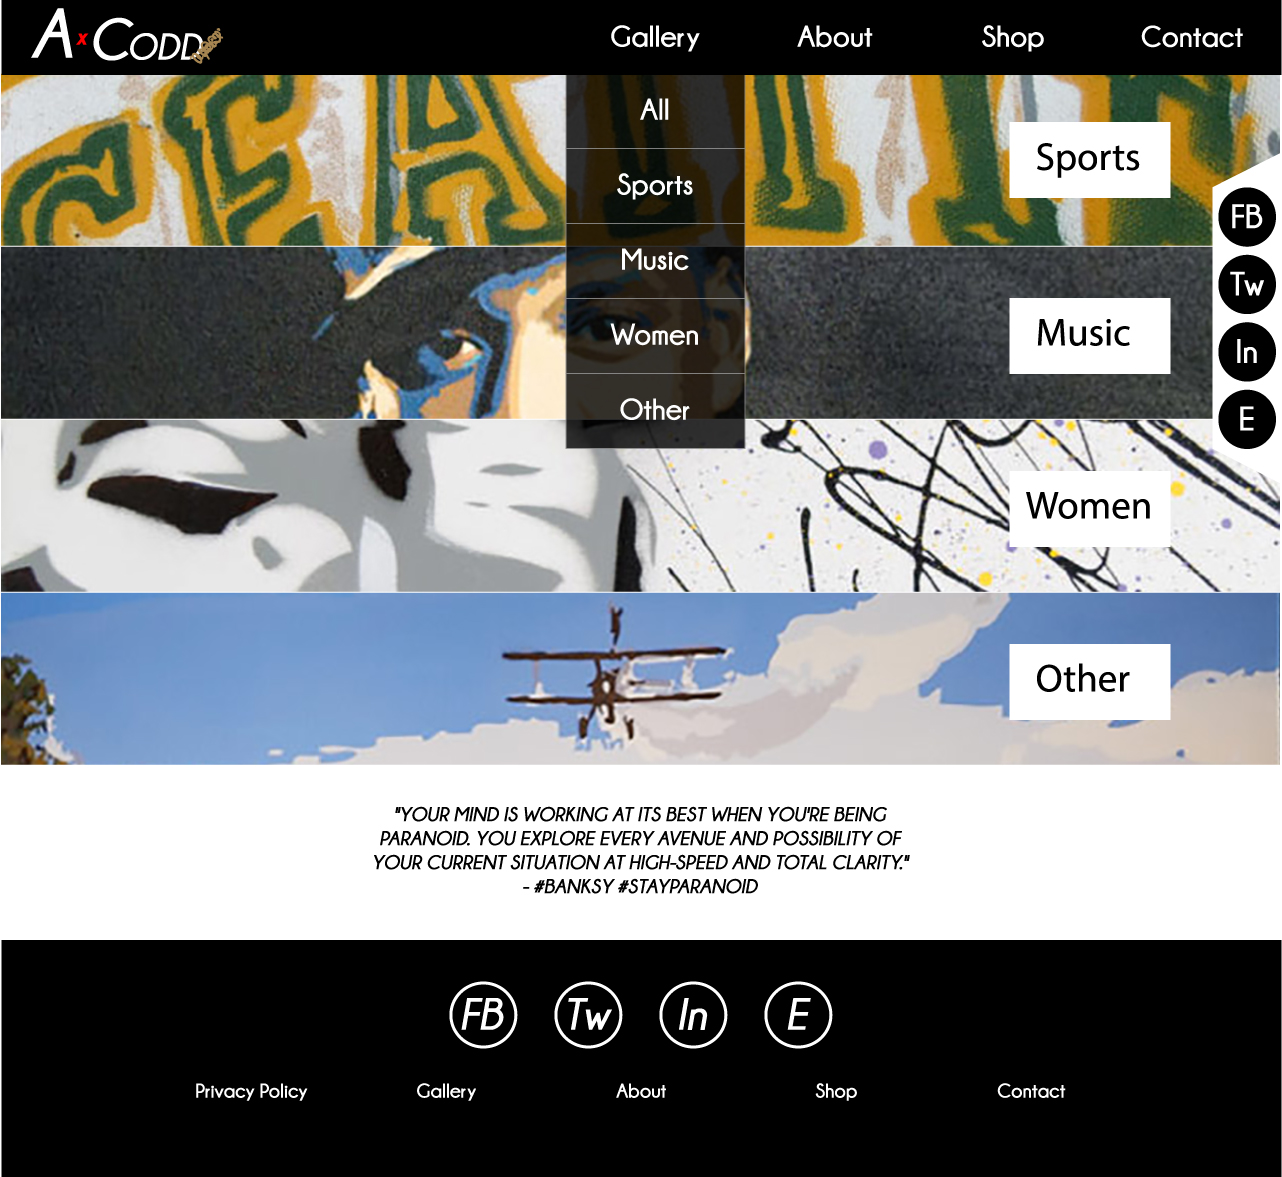 A x CODD
Gallery About Shop Contact
All
Sports
Music
Women
Other
Sports
Music
Women
Other
FB
Tw
In
E
"YOUR MIND IS WORKING AT ITS BEST WHEN YOU'RE BEING
PARANOID. YOU EXPLORE EVERY AVENUE AND POSSIBILITY OF
YOUR CURRENT SITUATION AT HIGH-SPEED AND TOTAL CLARITY."
- #BANKSY #STAYPARANOID
FB Tw In E
Privacy Policy Gallery About Shop Contact